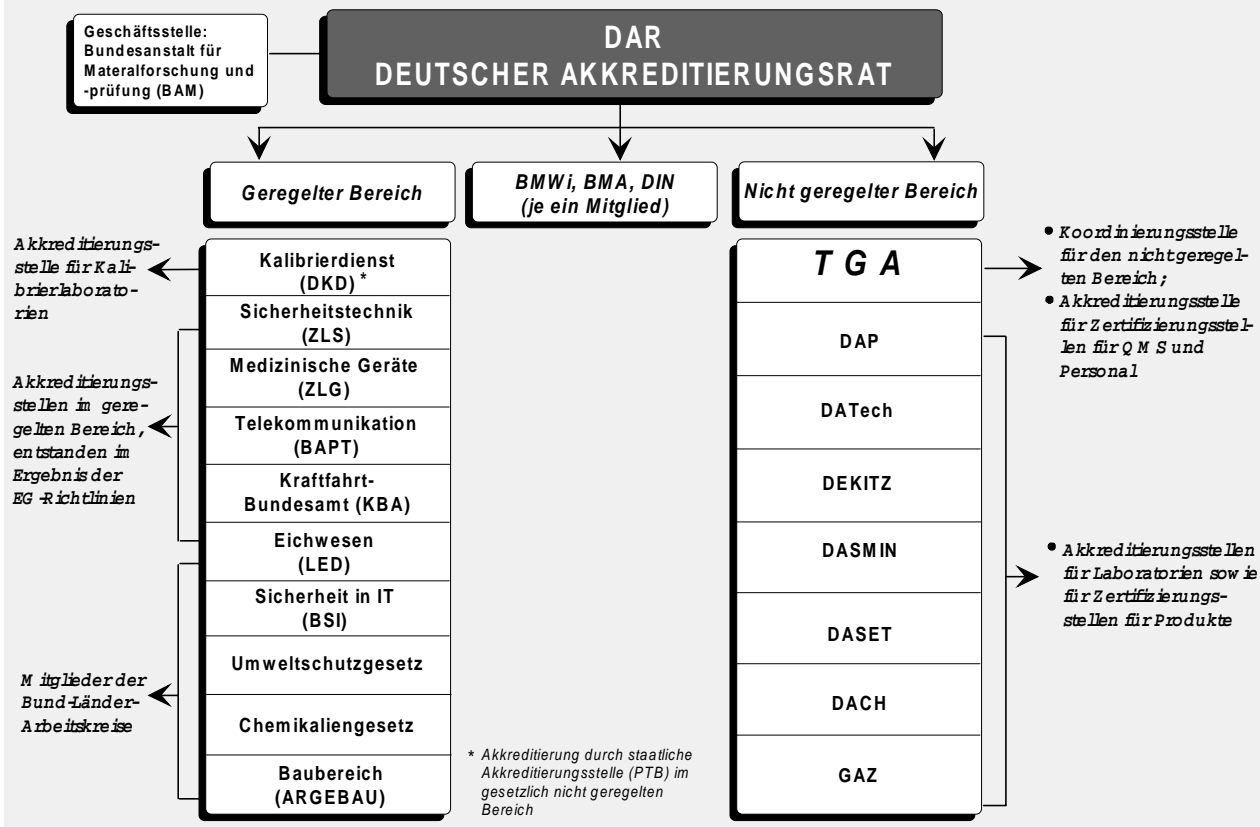 Geschäftsstelle:
Bundesanstalt für
Materalforschung und
-prüfung (BAM)
DAR
DEUTSCHER AKKREDITIERUNGSRAT
Geregelter Bereich
BMWi, BMA, DIN
(je ein Mitglied)
Nicht geregelter Bereich
Akkreditierungs-
stelle für Kali-
brierlaborato-
rien
Akkreditierungs-
stellen im gere-
gelten Bereich,
entstanden im
Ergebnis der
EG-Richtlinien
Mitglieder der
Bund-Länder-
Arbeitskreise
Kalibrierdienst
(DKD) *
Sicherheitstechnik
(ZLS)
Medizinische Geräte
(ZLG)
Telekommunikation
(BAPT)
Kraftfahrt-
Bundesamt (KBA)
Eichwesen
(LED)
Sicherheit in IT
(BSI)
Umweltschutzgesetz
Chemikaliengesetz
Baubereich
(ARGEBAU)
* Akkreditierung durch staatliche
Akkreditierungsstelle (PTB) im
gesetzlich nicht geregelten
Bereich
TGA
DAP
DATech
DEKITZ
DASMIN
DASET
DACH
GAZ
• Koordinierungsstelle
für den nichtgeregel-
ten Bereich;
• Akkreditierungsstelle
für Zertifizierungsstel-
len für QMS und
Personal
• Akkreditierungsstellen
für Laboratorien sowie
für Zertifizierungs-
stellen für Produkte